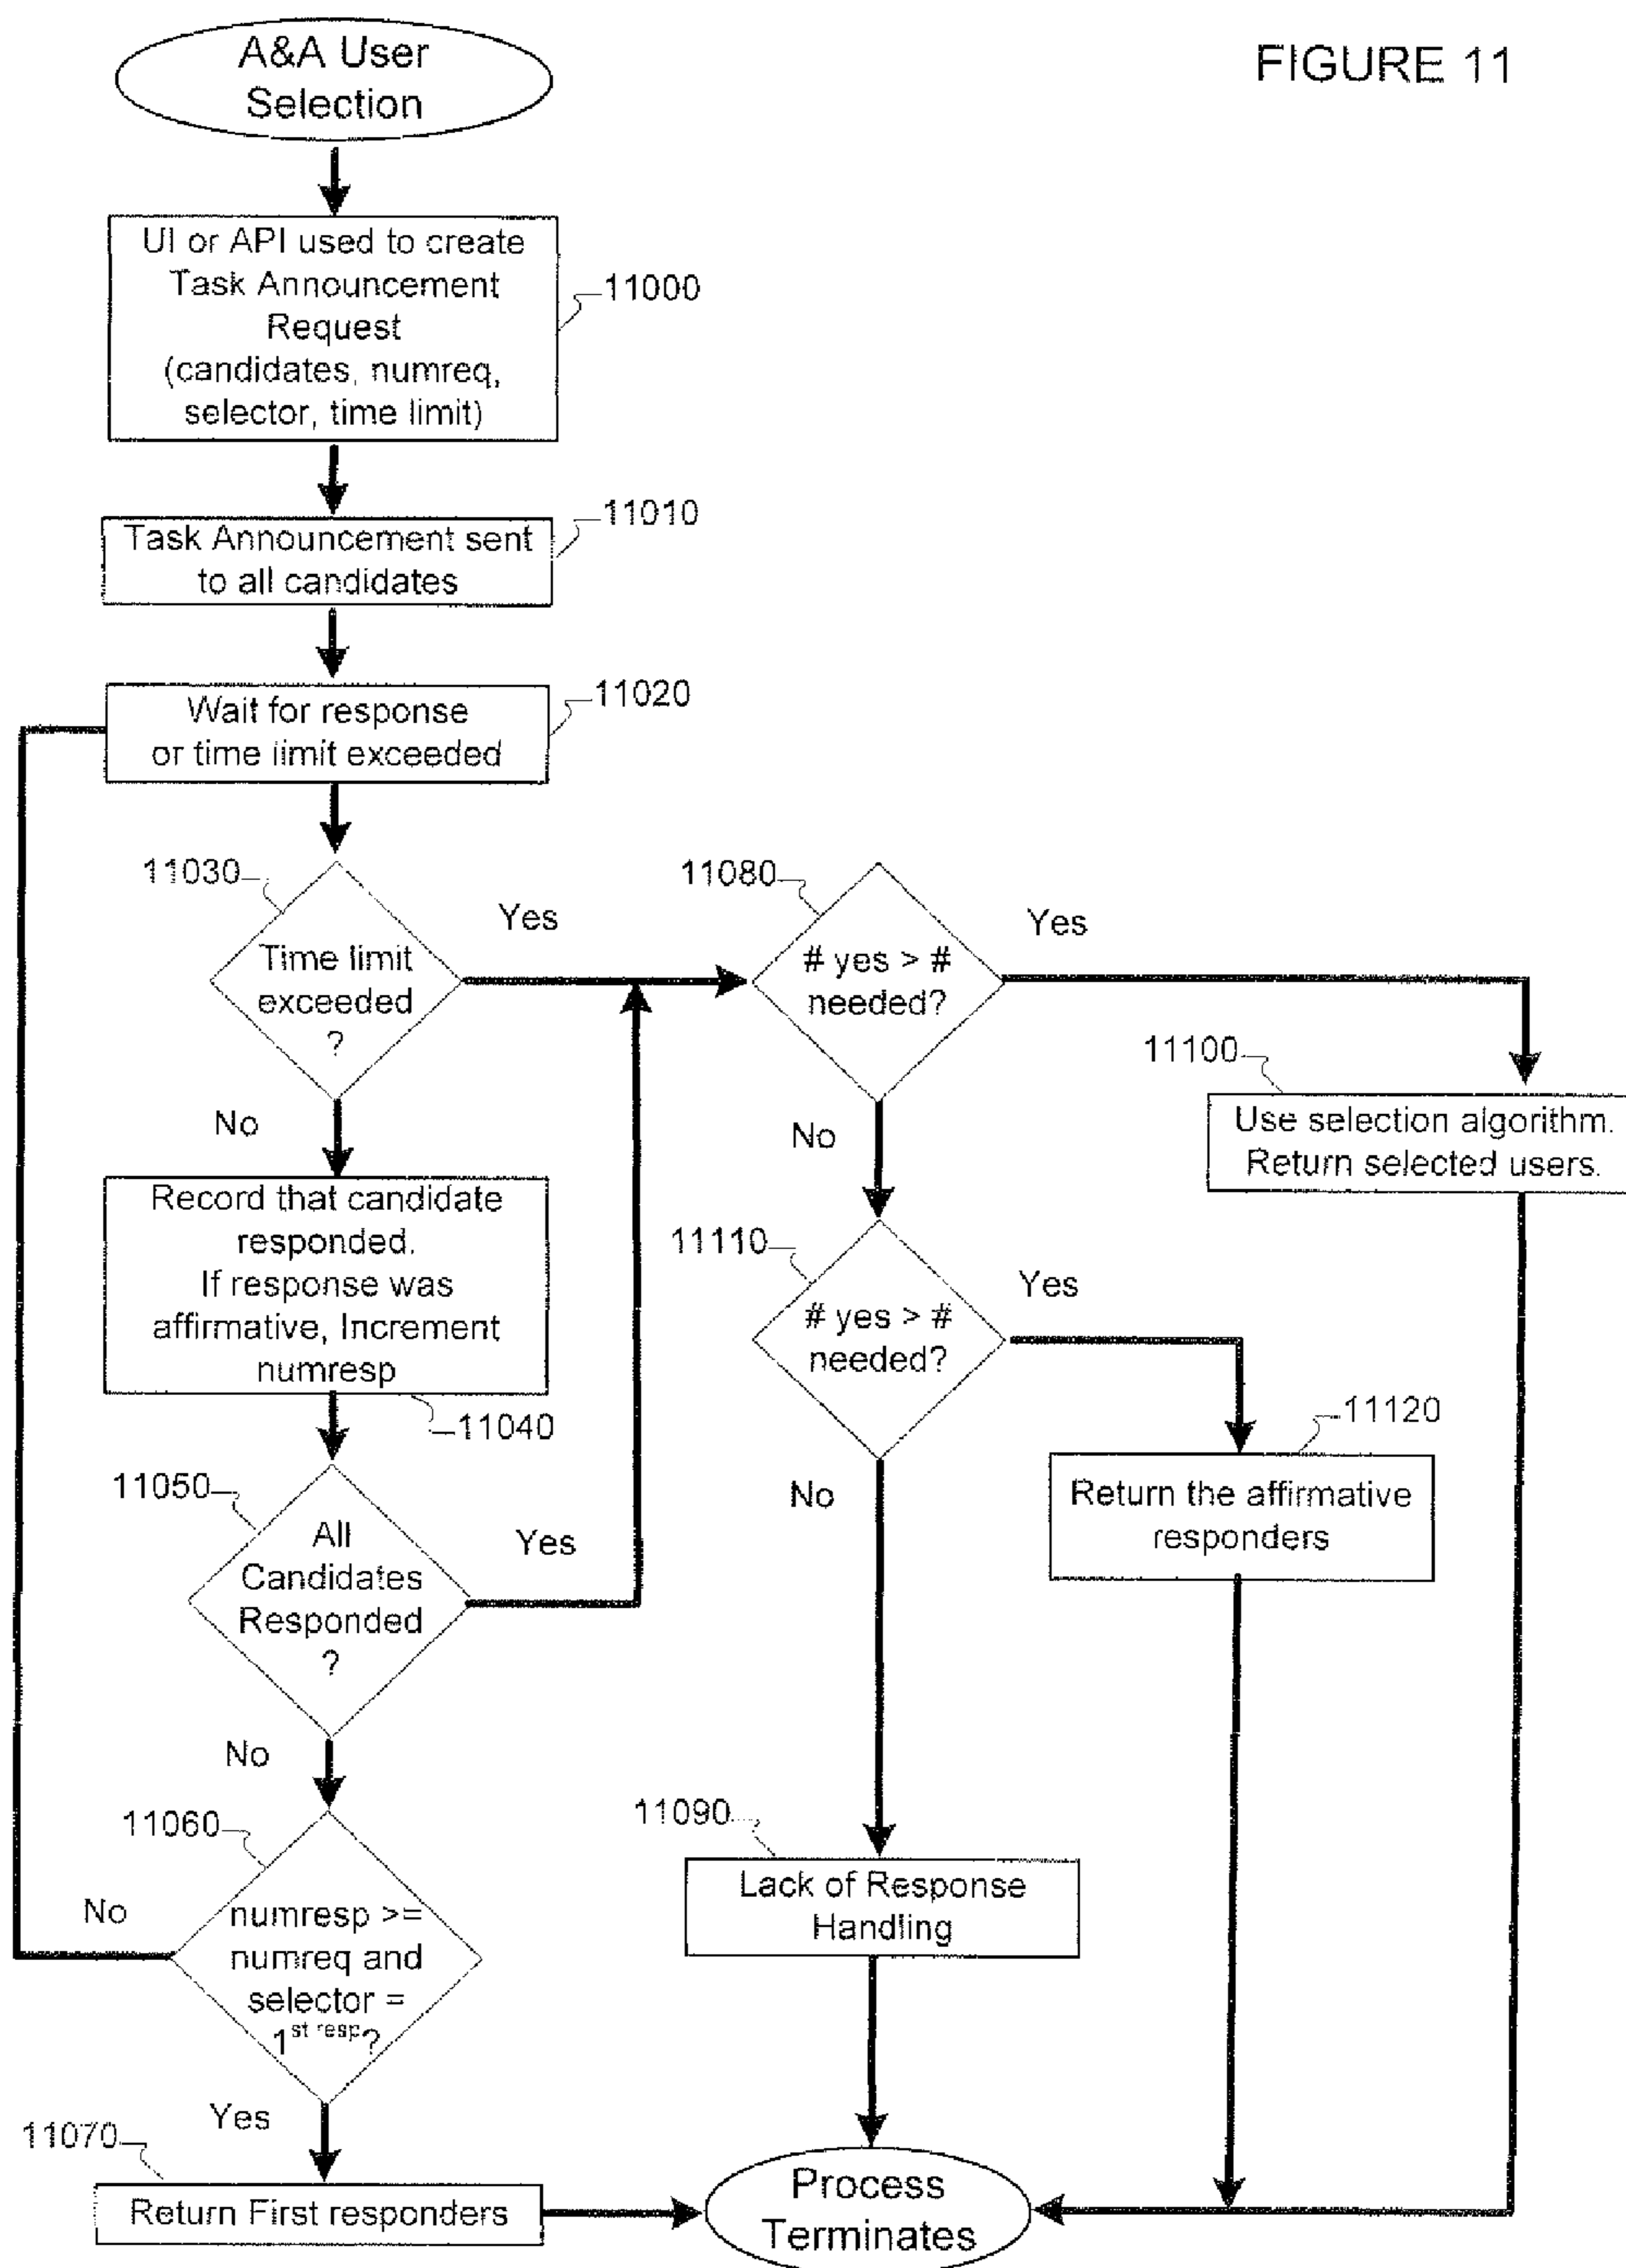 FIGURE 11
A&A User
Selection
UI or API used to create
Task Announcement
Request
(candidates, numreq,
selector, time limit)
11000
Task Announcement sent
to all candidates
11010
Wait for response
or time limit exceeded
11020
11030
Time limit
exceeded
?
Yes
No
11080
# yes > #
needed?
Yes
No
11100
Use selection algorithm.
Return selected users.
Record that candidate
responded.
If response was
affirmative, Increment
numresp
11040
11110
# yes > #
needed?
Yes
No
11120
Return the affirmative
responders
11050
All
Candidates
Responded
?
Yes
No
11060
numresp >=
numreq and
selector =
1st resp?
No
Yes
11090
Lack of Response
Handling
11070
Return First responders
Process
Terminates